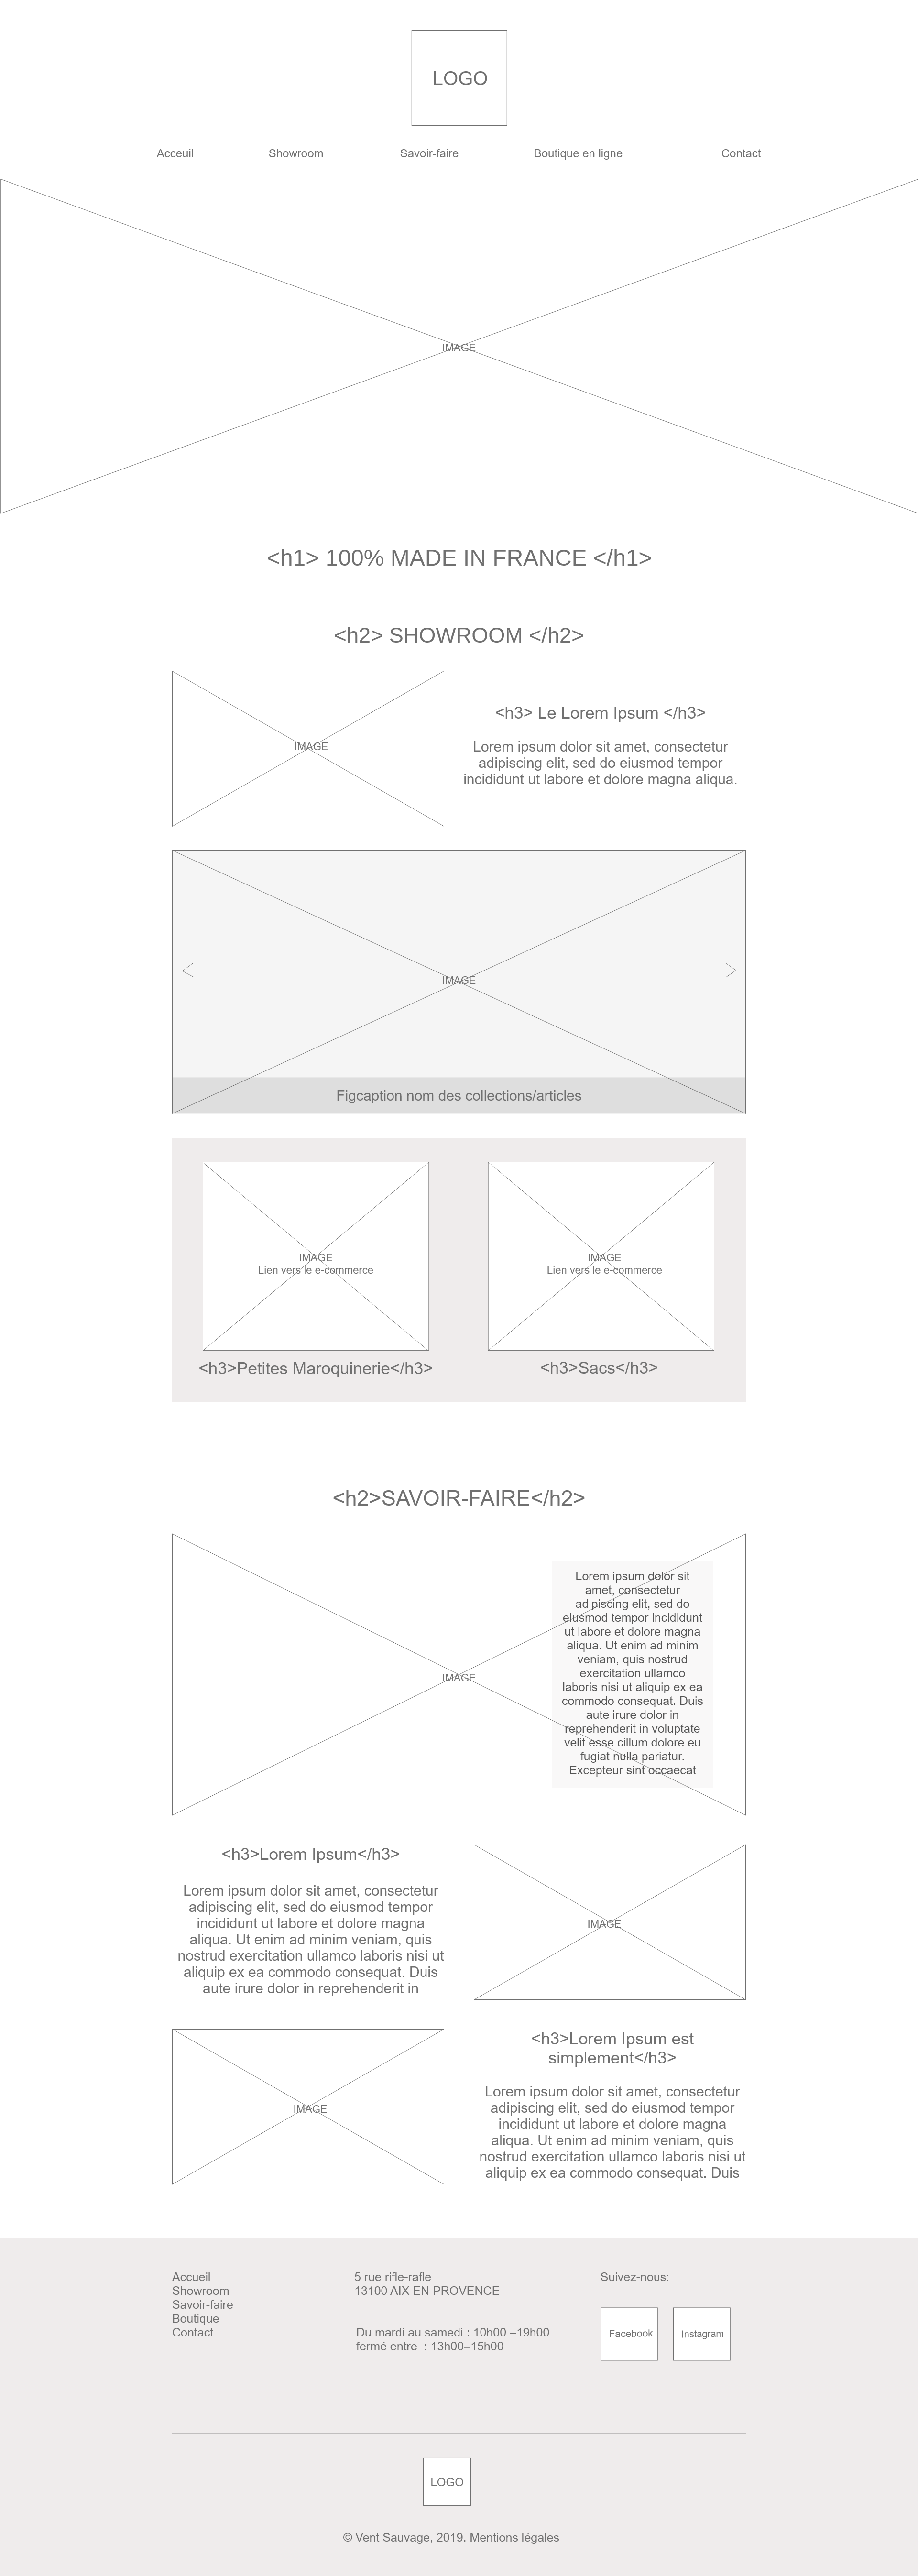 LOGO
Acceuil Showroom Savoir-faire Boutique en ligne Contact
IMAGE
<h1> 100% MADE IN FRANCE </h1>
<h2> SHOWROOM </h2>
IMAGE
<h3> Le Lorem Ipsum </h3>
Lorem ipsum dolor sit amet, consectetur
adipiscing elit, sed do eiusmod tempor
incididunt ut labore et dolore magna aliqua.
IMAGE
Figcaption nom des collections/articles
IMAGE
Lien vers le e-commerce
<h3>Petites Maroquinerie</h3>
IMAGE
Lien vers le e-commerce
<h3>Sacs</h3>
<h2>SAVOIR-FAIRE</h2>
IMAGE
Lorem ipsum dolor sit
amet, consectetur
adipiscing elit, sed do
eiusmod tempor incididunt
ut labore et dolore magna
aliqua. Ut enim ad minim
veniam, quis nostrud
exercitation ullamco
laboris nisi ut aliquip ex ea
commodo consequat. Duis
aute irure dolor in
reprehenderit in voluptate
velit esse cillum dolore eu
fugiat nulla pariatur.
Excepteur sint occaecat
<h3>Lorem Ipsum</h3>
Lorem ipsum dolor sit amet, consectetur
adipiscing elit, sed do eiusmod tempor
incididunt ut labore et dolore magna
aliqua. Ut enim ad minim veniam, quis
nostrud exercitation ullamco laboris nisi ut
aliquip ex ea commodo consequat. Duis
aute irure dolor in reprehenderit in
IMAGE
IMAGE
<h3>Lorem Ipsum est
simplement</h3>
Lorem ipsum dolor sit amet, consectetur
adipiscing elit, sed do eiusmod tempor
incididunt ut labore et dolore magna
aliqua. Ut enim ad minim veniam, quis
nostrud exercitation ullamco laboris nisi ut
aliquip ex ea commodo consequat. Duis
Accueil
Showroom
Savoir-faire
Boutique
Contact
5 rue rifle-rafle
13100 AIX EN PROVENCE
Du mardi au samedi : 10h00 –19h00
fermé entre  : 13h00–15h00
Suivez-nous:
Facebook
Instagram
LOGO
© Vent Sauvage, 2019. Mentions légales